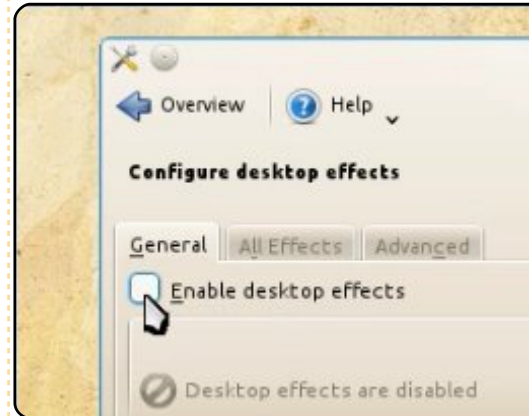 Overview Help
Configure desktop effects
General All Effects Advanced
Enable desktop effects
Desktop effects are disabled